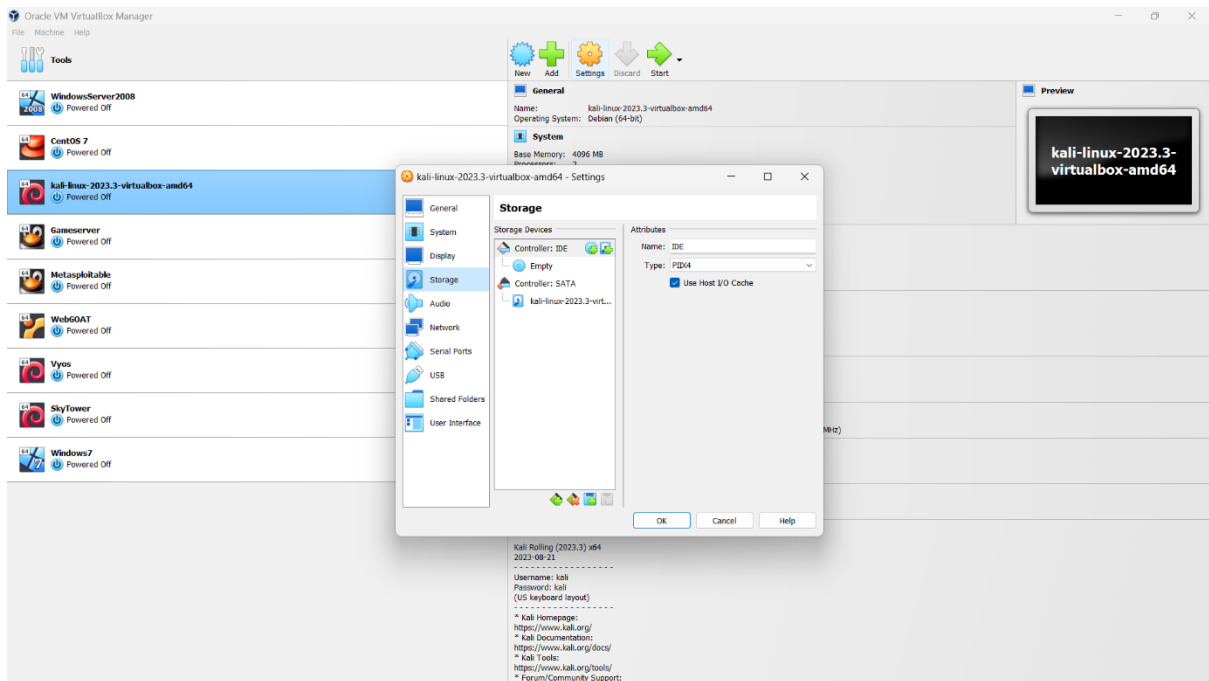 Oracle VM VirtualBox Manager
File Machine Help
Tools
New Add Settings Discard Start
WindowsServer2008
Powered Off
CentOS 7
Powered Off
kali-linux-2023.3-virtualbox-amd64
Powered Off
Gameserver
Powered Off
Metasploitable
Powered Off
WebGOAT
Powered Off
Vyos
Powered Off
SkyTower
Powered Off
Windows7
Powered Off
General
Name: kali-linux-2023.3-virtualbox-amd64
Operating System: Debian (64-bit)
System
Base Memory: 4096 MB
Processors: 2
Preview
kali-linux-2023.3-
virtualbox-amd64
kali-linux-2023.3-virtualbox-amd64 - Settings
General
System
Display
Storage
Audio
Network
Serial Ports
USB
Shared Folders
User Interface
Storage
Storage Devices
Controller: IDE
Empty
Controller: SATA
kali-linux-2023.3-virt...
Attributes
Name: IDE
Type: PIIX4
Use Host I/O Cache
OK Cancel Help
MHz)
Kali Rolling (2023.3) x64
2023-08-21
- - - - - - - - - - - - - - - - - -
Username: kali
Password: kali
(US keyboard layout)
- - - - - - - - - - - - - - - - - -
* Kali Homepage:
https://www.kali.org/
* Kali Documentation:
https://www.kali.org/docs/
* Kali Tools:
https://www.kali.org/tools/
* Forum/Community Support: